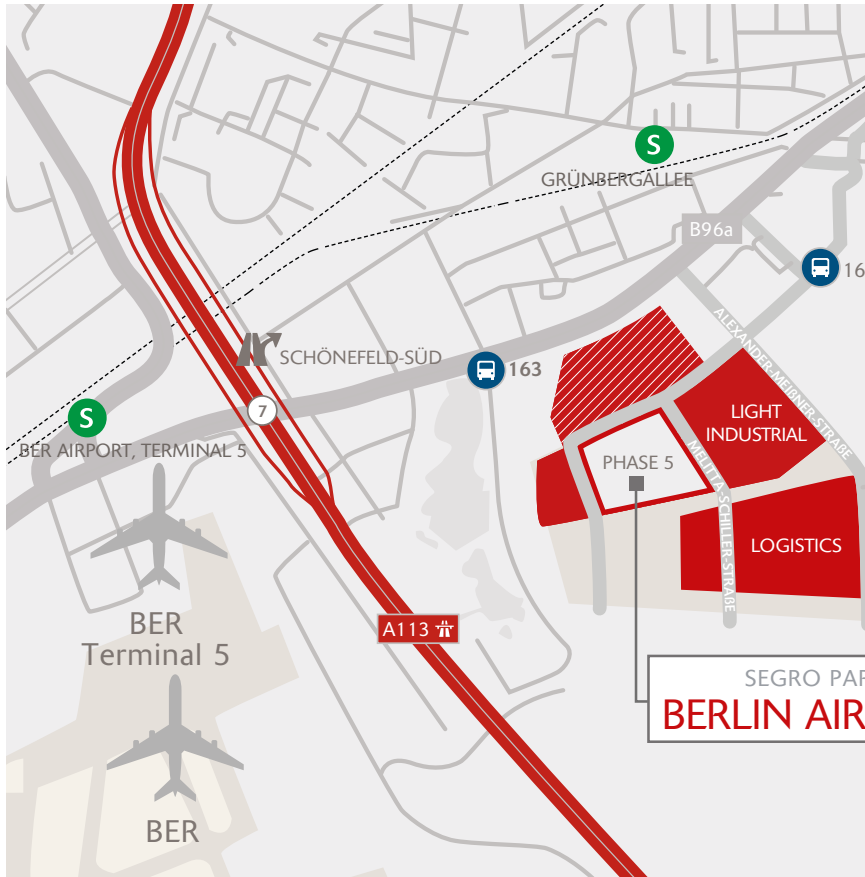 S
GRÜNBERGALLEE
B96a
16
ALEXANDER-MEIßNER-STRAßE
SCHÖNEFELD-SÜD
163
7
S
BER AIRPORT, TERMINAL 5
LIGHT
INDUSTRIAL
PHASE 5
MELITTA-SCHILLER-STRAßE
LOGISTICS
BER
Terminal 5
A113
SEGRO PAR
BERLIN AIR
BER